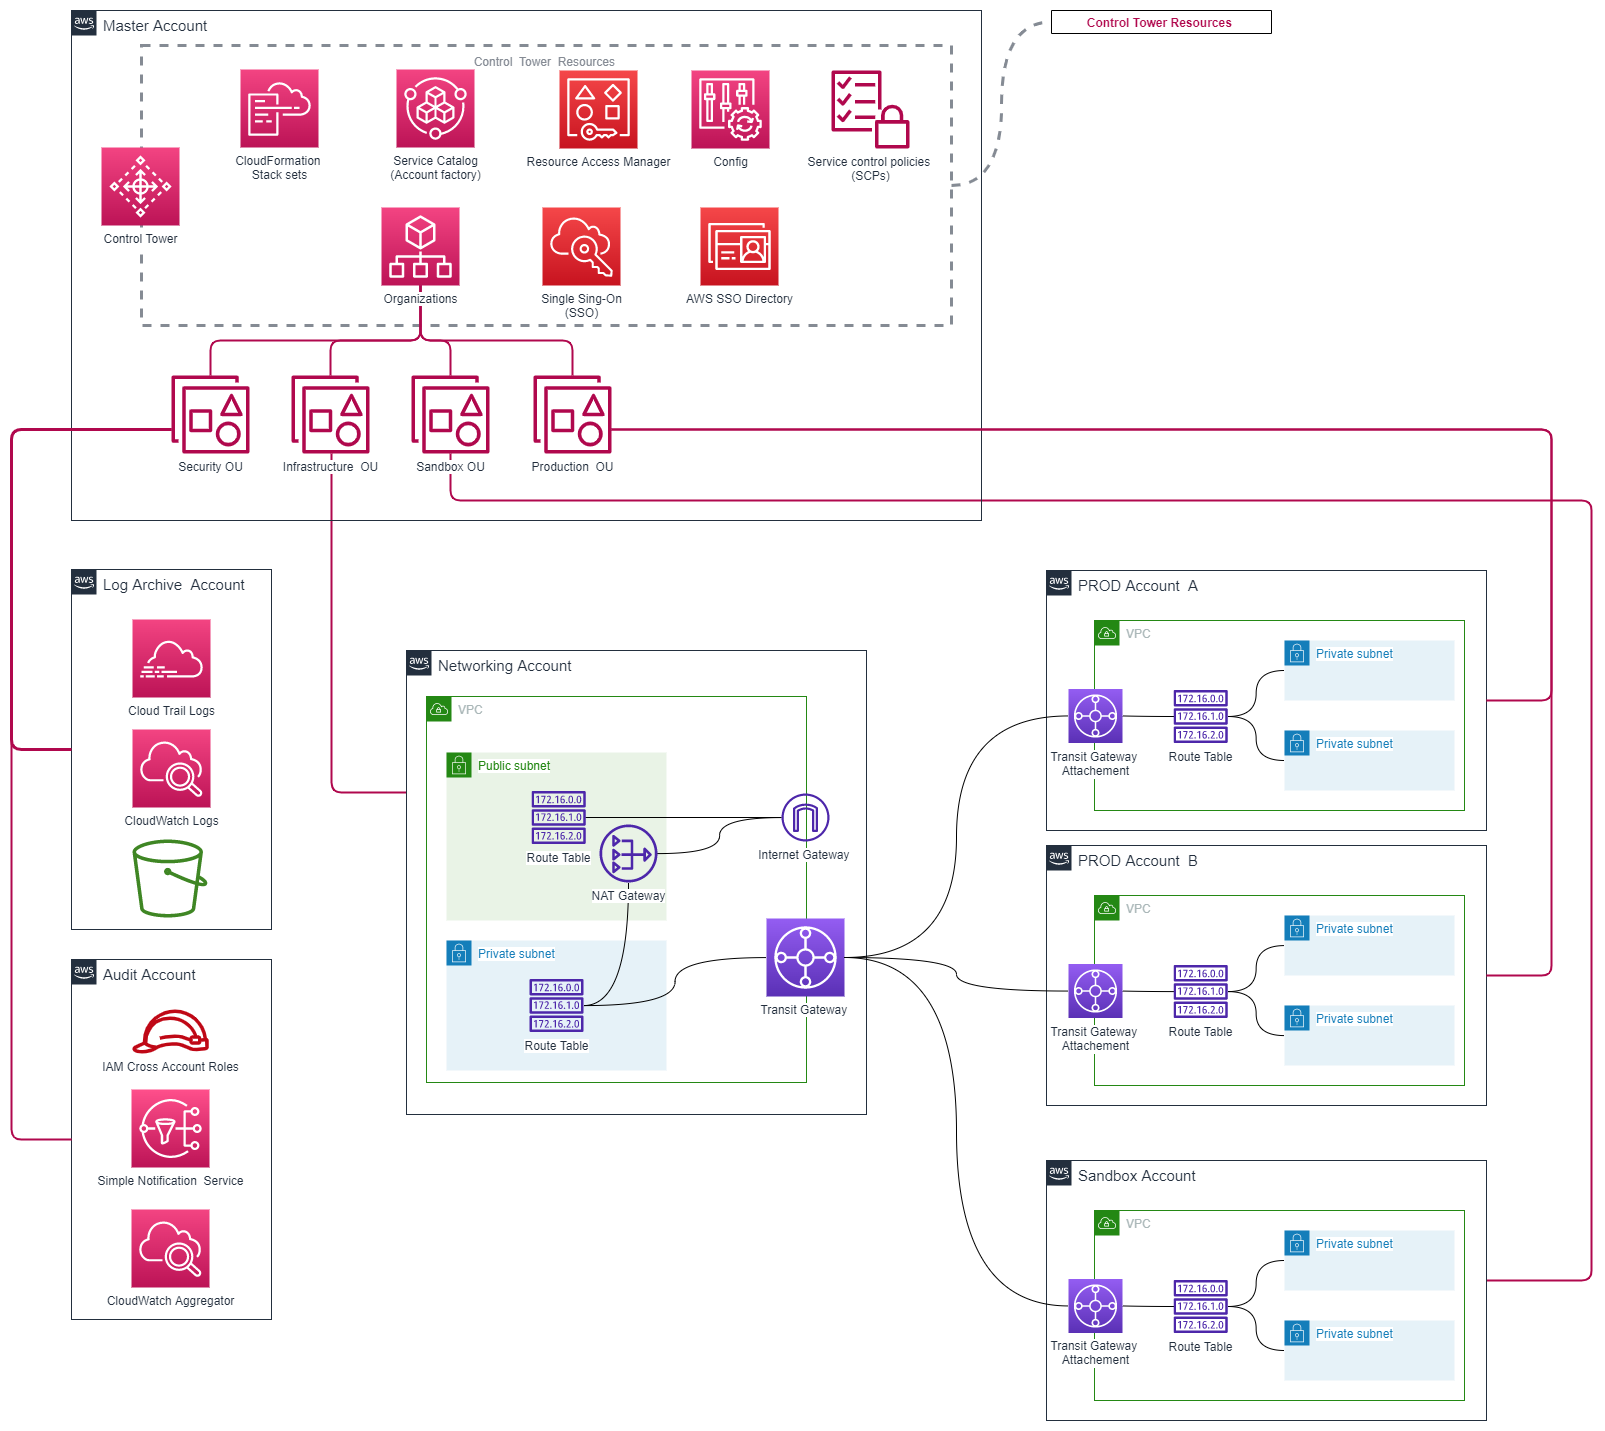 aws
Master Account
Control Tower Resources
Control Tower Resources
CloudFormation
Stack sets
Service Catalog
(Account factory)
Resource Access Manager
Config
Service control policies
(SCPs)
Control Tower
Organizations
Single Sing-On
(SSO)
AWS SSO Directory
Security OU
Infrastructure OU
Sandbox OU
Production OU
aws
Log Archive Account
Cloud Trail Logs
CloudWatch Logs
aws
Audit Account
IAM Cross Account Roles
Simple Notification Service
CloudWatch Aggregator
aws
Networking Account
VPC
Public subnet
172.16.0.0
172.16.1.0
172.16.2.0
Route Table
NAT Gateway
Internet Gateway
Private subnet
172.16.0.0
172.16.1.0
172.16.2.0
Route Table
Transit Gateway
aws
PROD Account A
VPC
Private subnet
172.16.0.0
172.16.1.0
172.16.2.0
Private subnet
Transit Gateway
Attachement
Route Table
aws
PROD Account B
VPC
Private subnet
172.16.0.0
172.16.1.0
172.16.2.0
Private subnet
Transit Gateway
Attachement
Route Table
aws
Sandbox Account
VPC
Private subnet
172.16.0.0
172.16.1.0
172.16.2.0
Private subnet
Transit Gateway
Attachement
Route Table